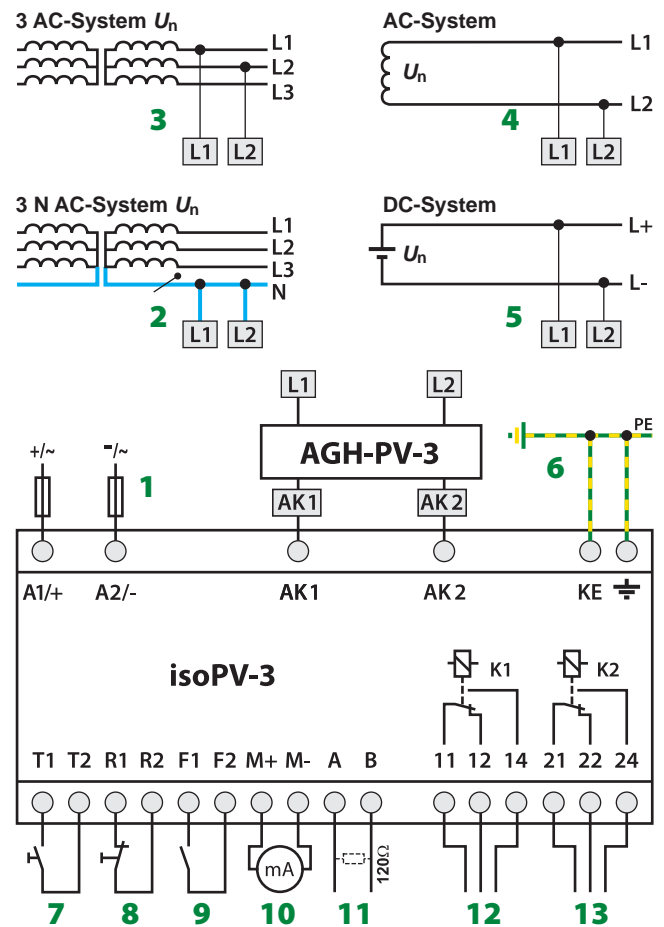 3 AC-System Un
L1
L2
L3
3
L1 L2
AC-System
L1
Un
L2
4
L1 L2
3 N AC-System Un
L1
L2
L3
N
2
L1 L2
DC-System
L+
Un
L-
5
L1 L2
L1 L2
AGH-PV-3
AK1 AK2
+/~ -/~
1
PE
6
A1/+ A2/- AK1 AK2 KE
isoPV-3
K1 K2
T1 T2 R1 R2 F1 F2 M+ M- A B 11 12 14 21 22 24
mA
120Ω
7 8 9 10 11 12 13